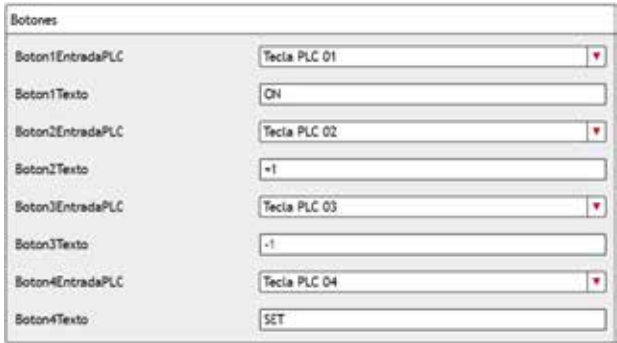 Botones
Boton1EntradaPLC Tecla PLC 01
Boton1Texto ON
Boton2EntradaPLC Tecla PLC 02
Boton2Texto +1
Boton3EntradaPLC Tecla PLC 03
Boton3Texto -1
Boton4EntradaPLC Tecla PLC 04
Boton4Texto SET